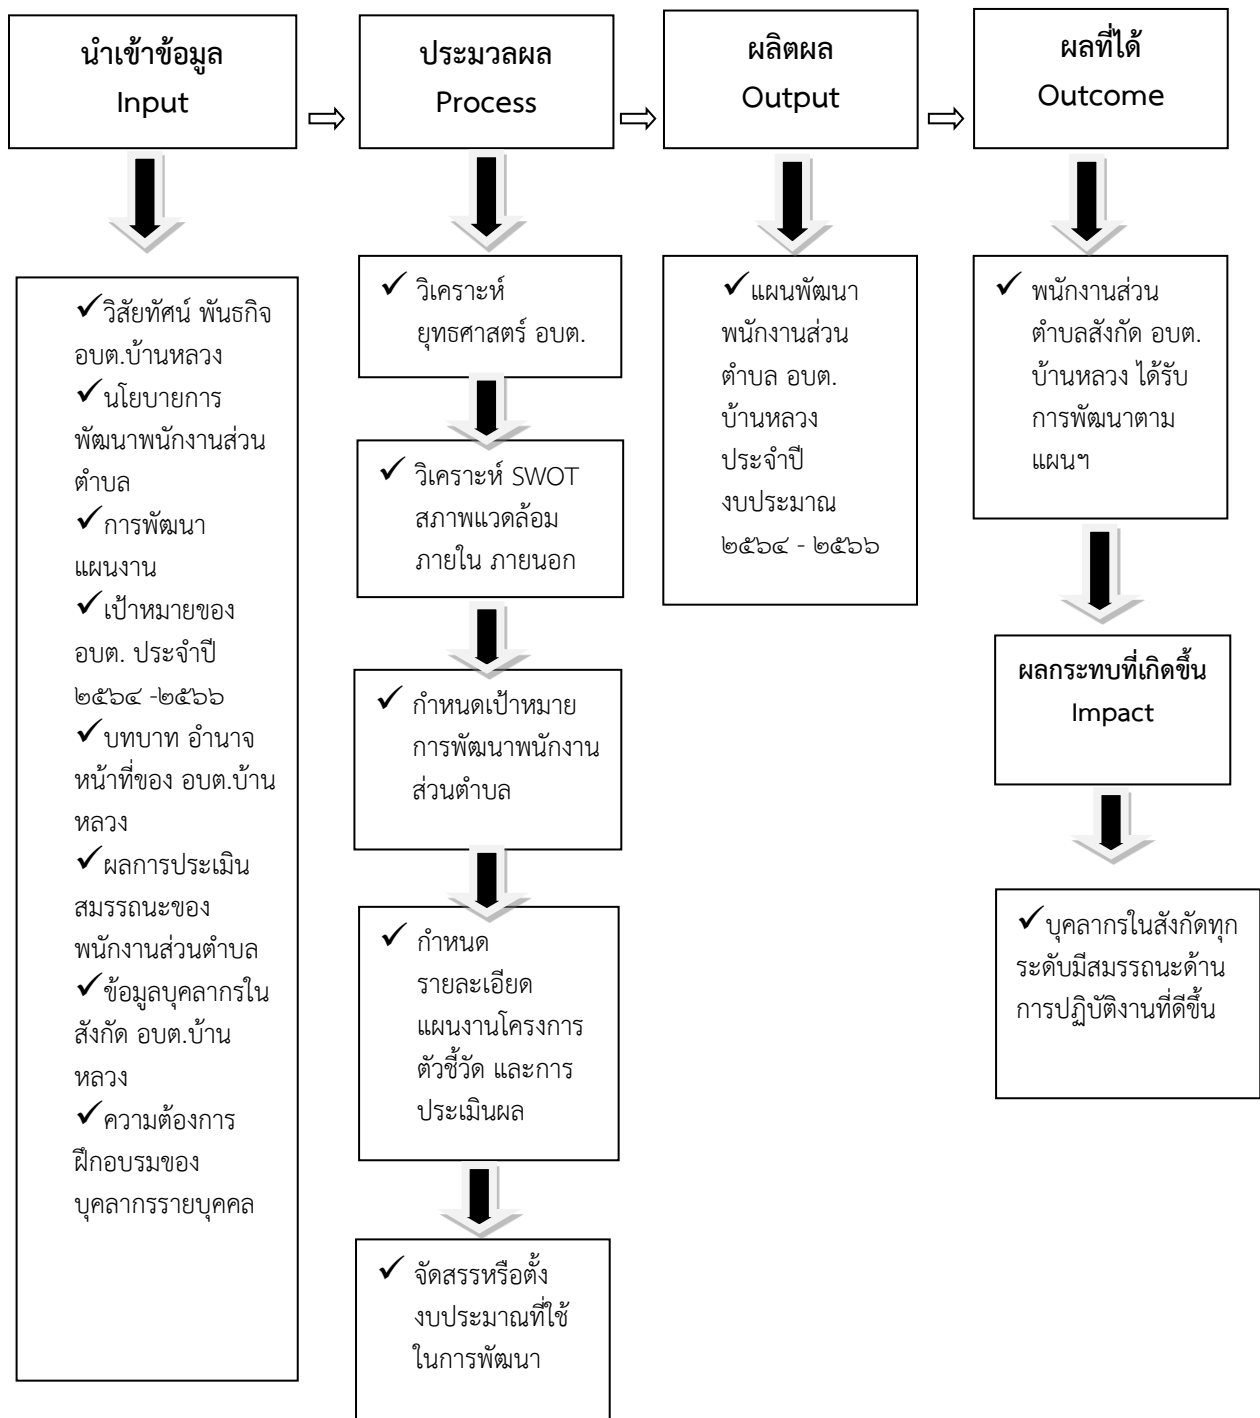 นำเข้าข้อมูล
Input
ประมวลผล
Process
ผลิตผล
Output
ผลที่ได้
Outcome
✓วิสัยทัศน์ พันธกิจ
อบต.บ้านหลวง
✓นโยบายการ
พัฒนาพนักงานส่วน
ตำบล
✓การพัฒนา
แผนงาน
✓เป้าหมายของ
อบต. ประจำปี
๒๕๖๔ -๒๕๖๖
✓บทบาท อำนาจ
หน้าที่ของ อบต.บ้าน
หลวง
✓ผลการประเมิน
สมรรถนะของ
พนักงานส่วนตำบล
✓ข้อมูลบุคลากรใน
สังกัด อบต.บ้าน
หลวง
✓ความต้องการ
ฝึกอบรมของ
บุคลากรรายบุคคล
✓ วิเคราะห์
ยุทธศาสตร์ อบต.
✓ วิเคราะห์ SWOT
สภาพแวดล้อม
ภายใน ภายนอก
✓ กำหนดเป้าหมาย
การพัฒนาพนักงาน
ส่วนตำบล
✓ กำหนด
รายละเอียด
แผนงานโครงการ
ตัวชี้วัด และการ
ประเมินผล
✓ จัดสรรหรือตั้ง
งบประมาณที่ใช้
ในการพัฒนา
✓แผนพัฒนา
พนักงานส่วน
ตำบล อบต.
บ้านหลวง
ประจำปี
งบประมาณ
๒๕๖๔ - ๒๕๖๖
✓ พนักงานส่วน
ตำบลสังกัด อบต.
บ้านหลวง ได้รับ
การพัฒนาตาม
แผนฯ
ผลกระทบที่เกิดขึ้น
Impact
✓บุคลากรในสังกัดทุก
ระดับมีสมรรถนะด้าน
การปฏิบัติงานที่ดีขึ้น